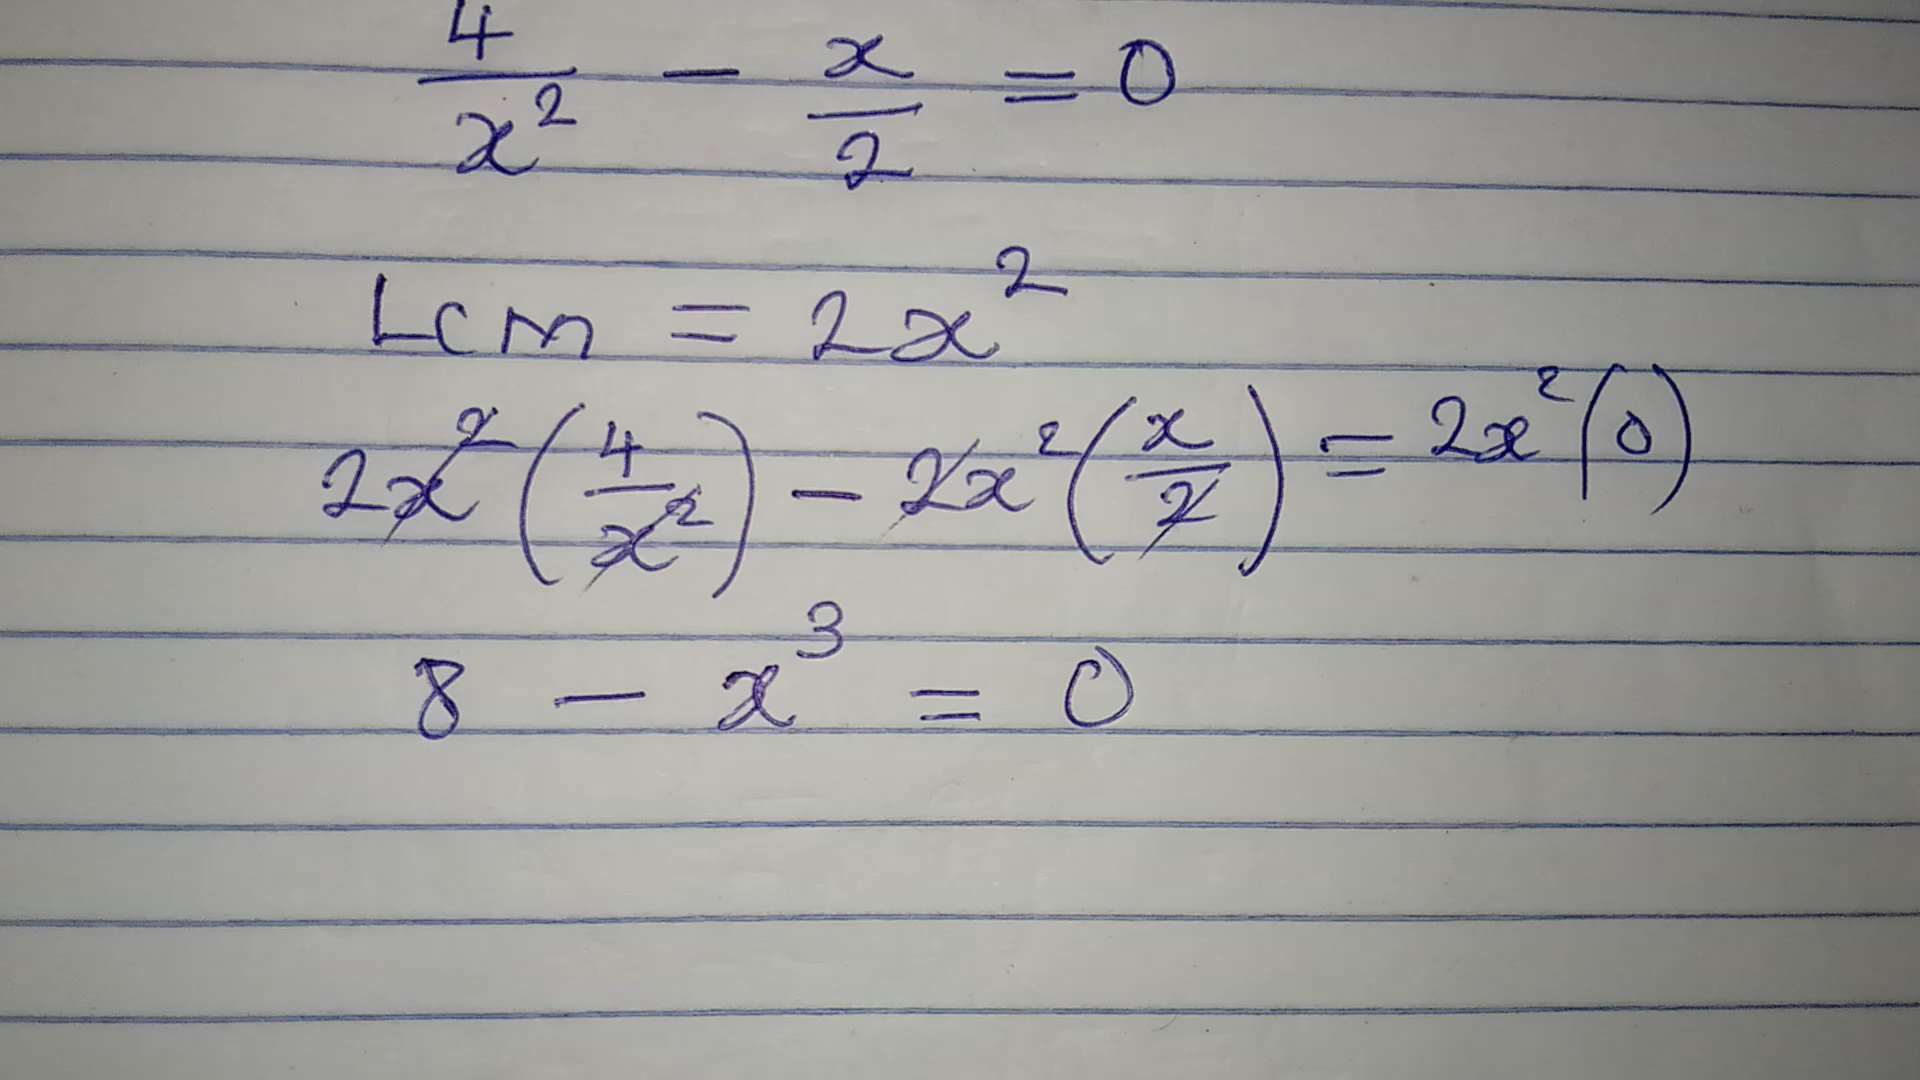 4/x² - x/2 = 0
Lcm = 2x²
2x²(4/x²) - 2x²(x/2) = 2x²(0)
8 - x³ = 0